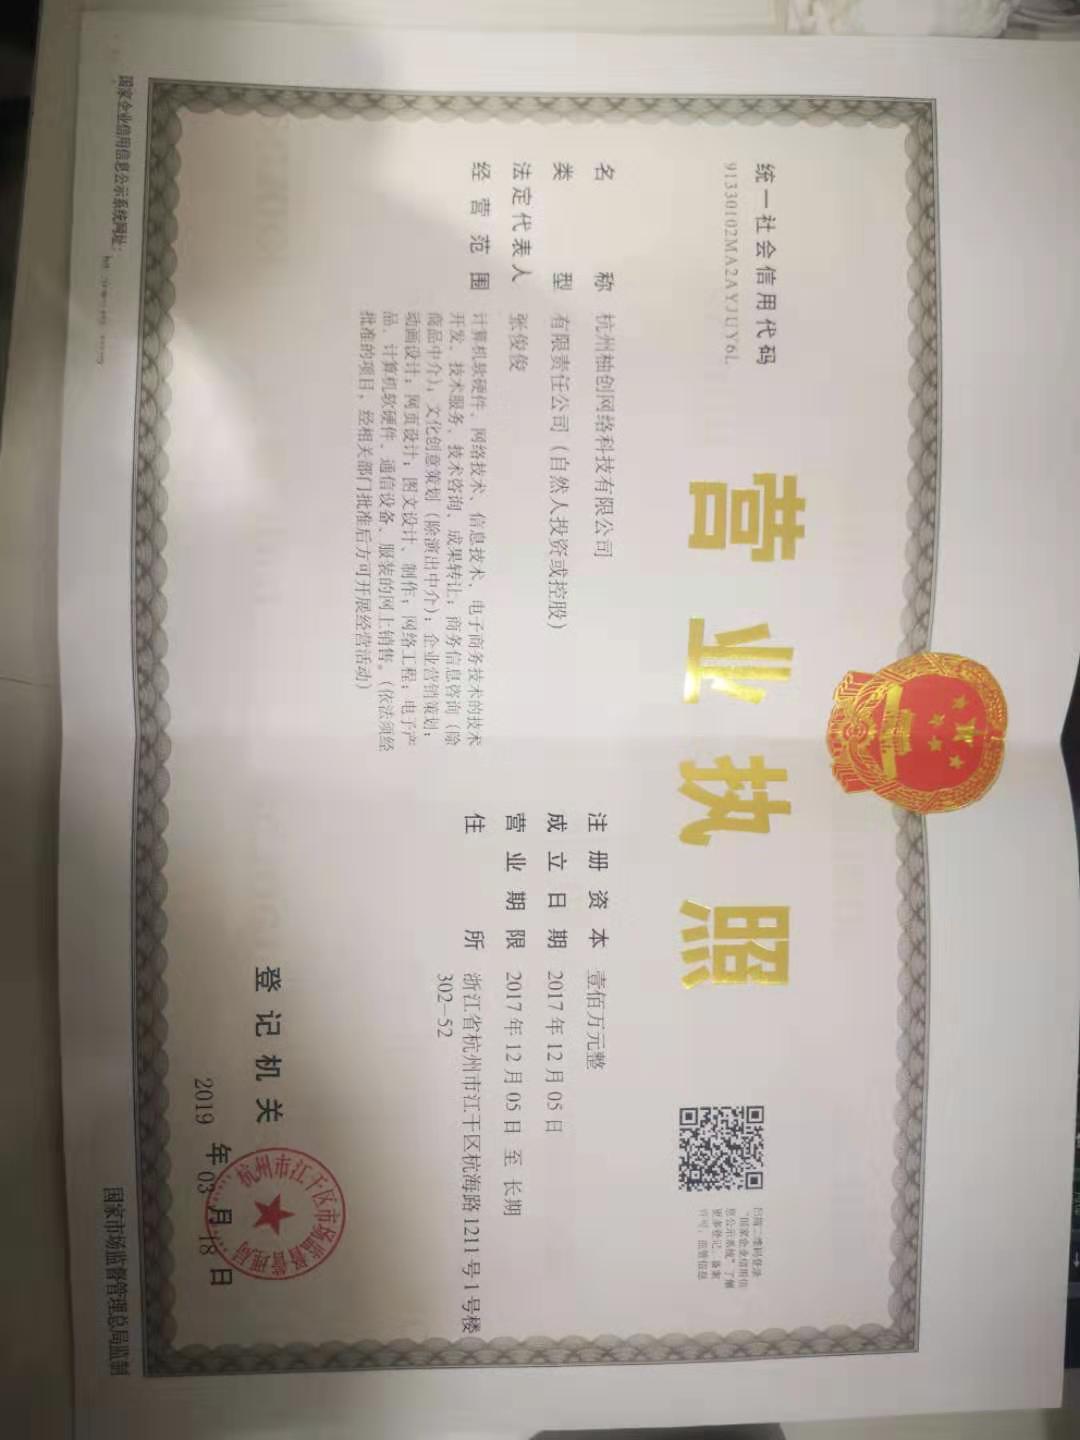 营业执照
统一社会信用代码
91330102MA2AYJUY6L
扫描二维码登录
“国家企业信用信
息公示系统”了解
更多登记、备案、
许可、监管信息
名称 杭州柚创网络科技有限公司
类型 有限责任公司（自然人投资或控股）
法定代表人 张俊俊
经营范围 计算机软硬件、网络技术、信息技术、电子商务技术的技术
开发、技术服务、技术咨询、成果转让；商务信息咨询（除
商品中介），文化创意策划（除演出中介）；企业营销策划；
动画设计；网页设计；图文设计、制作；网络工程；电子产
品、计算机软硬件、通信设备、服装的网上销售。（依法须经
批准的项目，经相关部门批准后方可开展经营活动）
注册资本 壹佰万元整
成立日期 2017年12月05日
营业期限 2017年12月05日至长期
住所 浙江省杭州市江干区杭海路1211号1号楼
302-52
登记机关
杭州市江干区市场监督管理局
2019年03月18日
国家企业信用信息公示系统网址：
国家市场监督管理总局监制